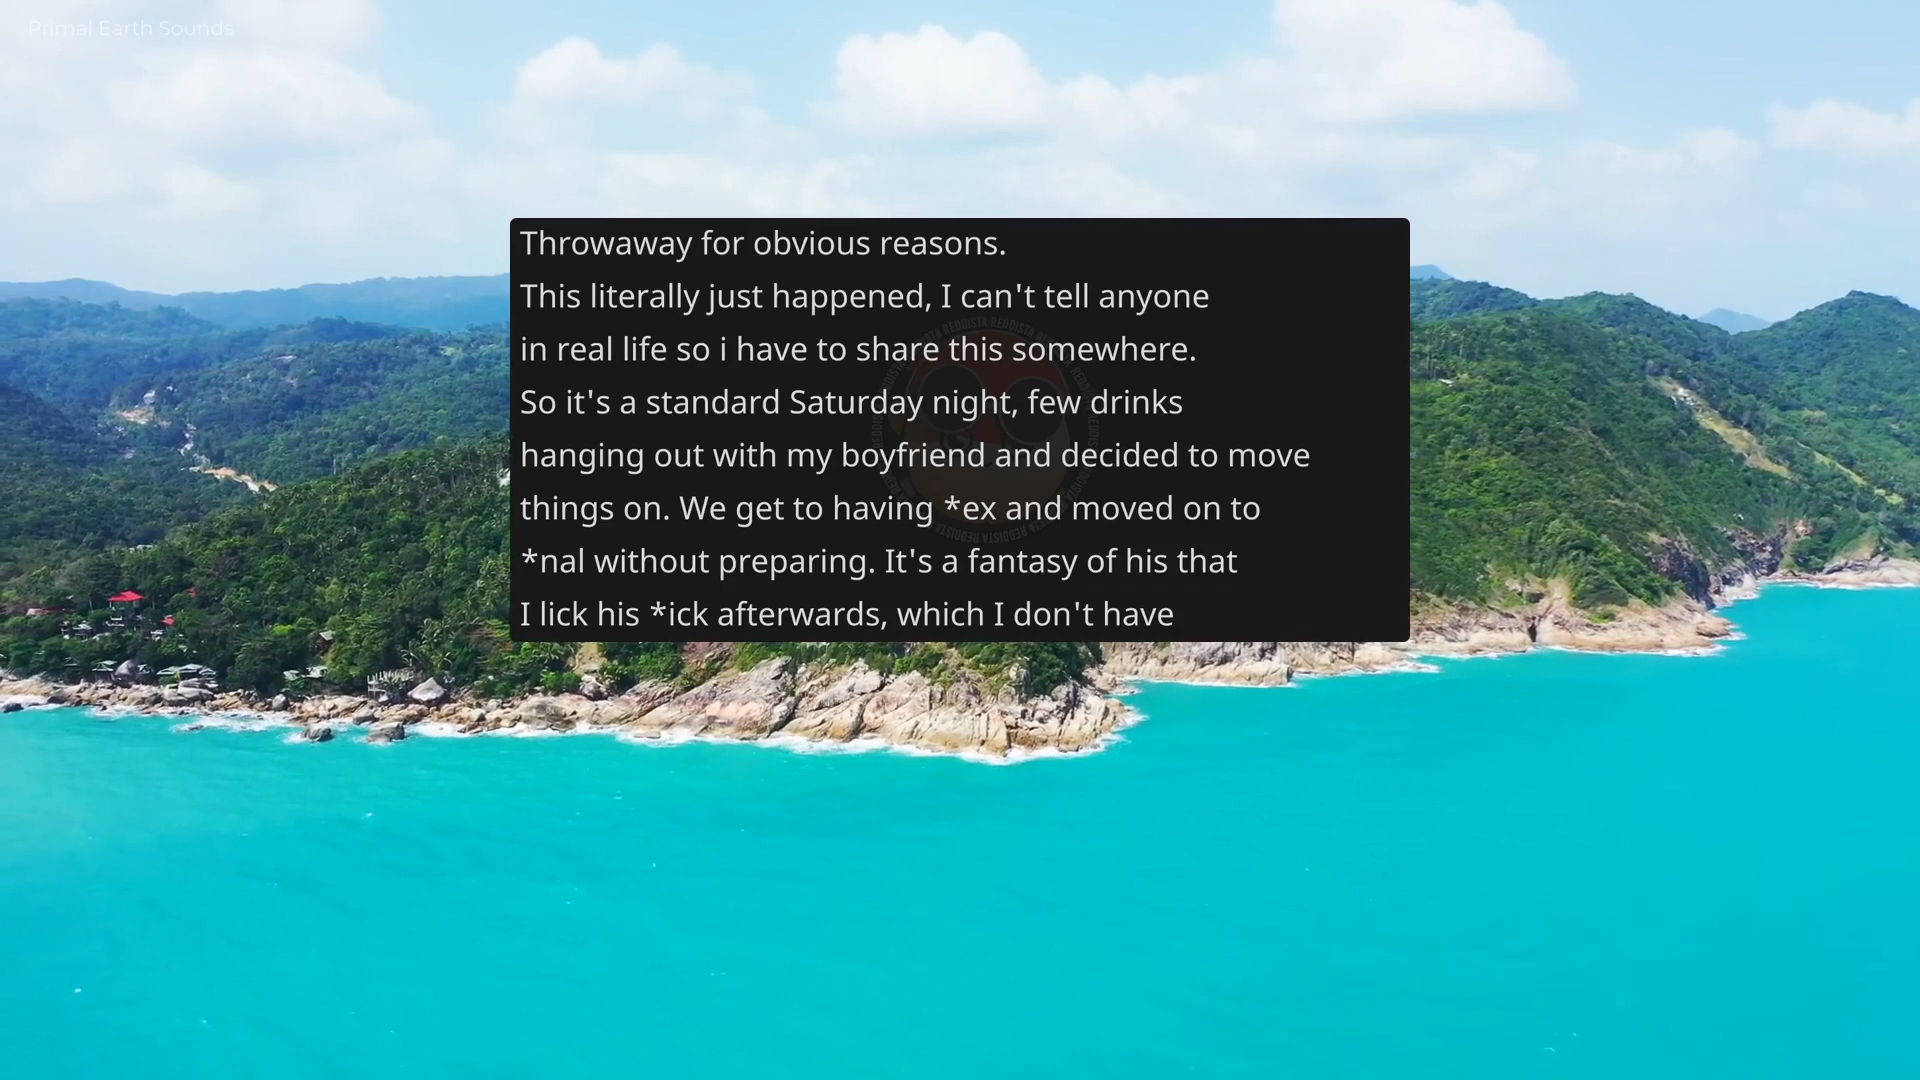 Primal Earth Sounds
Throwaway for obvious reasons.
This literally just happened, I can't tell anyone
in real life so i have to share this somewhere.
So it's a standard Saturday night, few drinks
hanging out with my boyfriend and decided to move
things on. We get to having *ex and moved on to
*nal without preparing. It's a fantasy of his that
I lick his *ick afterwards, which I don't have
REDDISTA REDDISTA REDDISTA